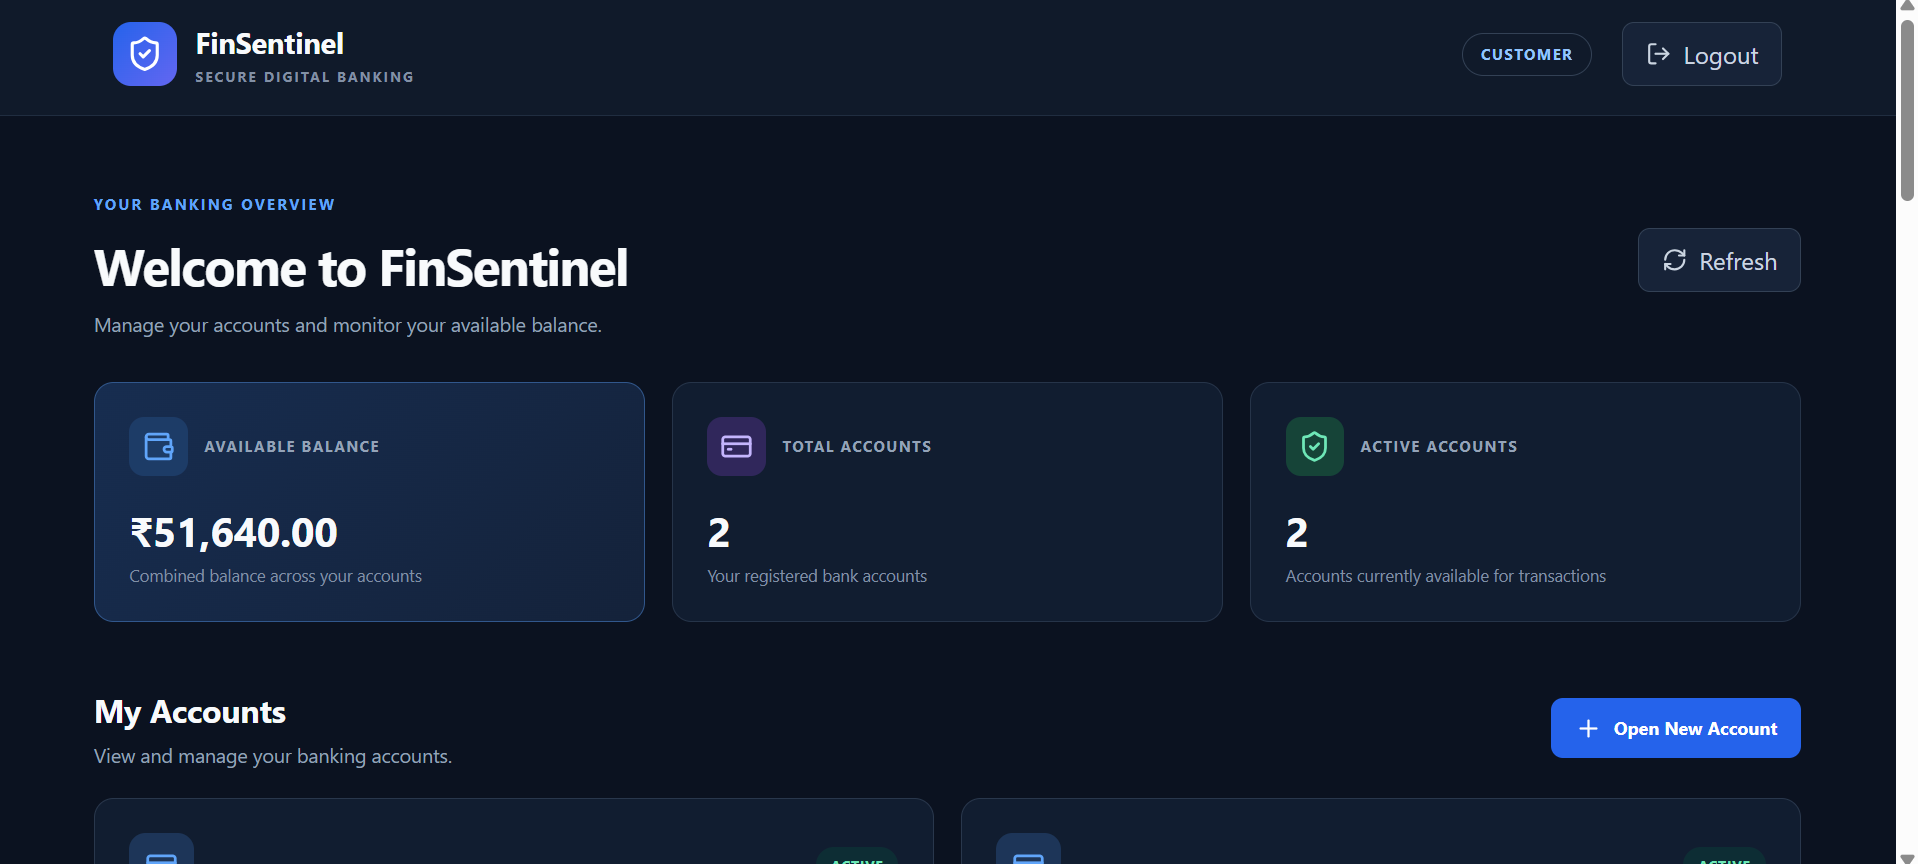 FinSentinel
SECURE DIGITAL BANKING
CUSTOMER
Logout
YOUR BANKING OVERVIEW
Welcome to FinSentinel
Manage your accounts and monitor your available balance.
Refresh
AVAILABLE BALANCE
₹51,640.00
Combined balance across your accounts
TOTAL ACCOUNTS
2
Your registered bank accounts
ACTIVE ACCOUNTS
2
Accounts currently available for transactions
My Accounts
View and manage your banking accounts.
Open New Account
ACTIVE
ACTIVE